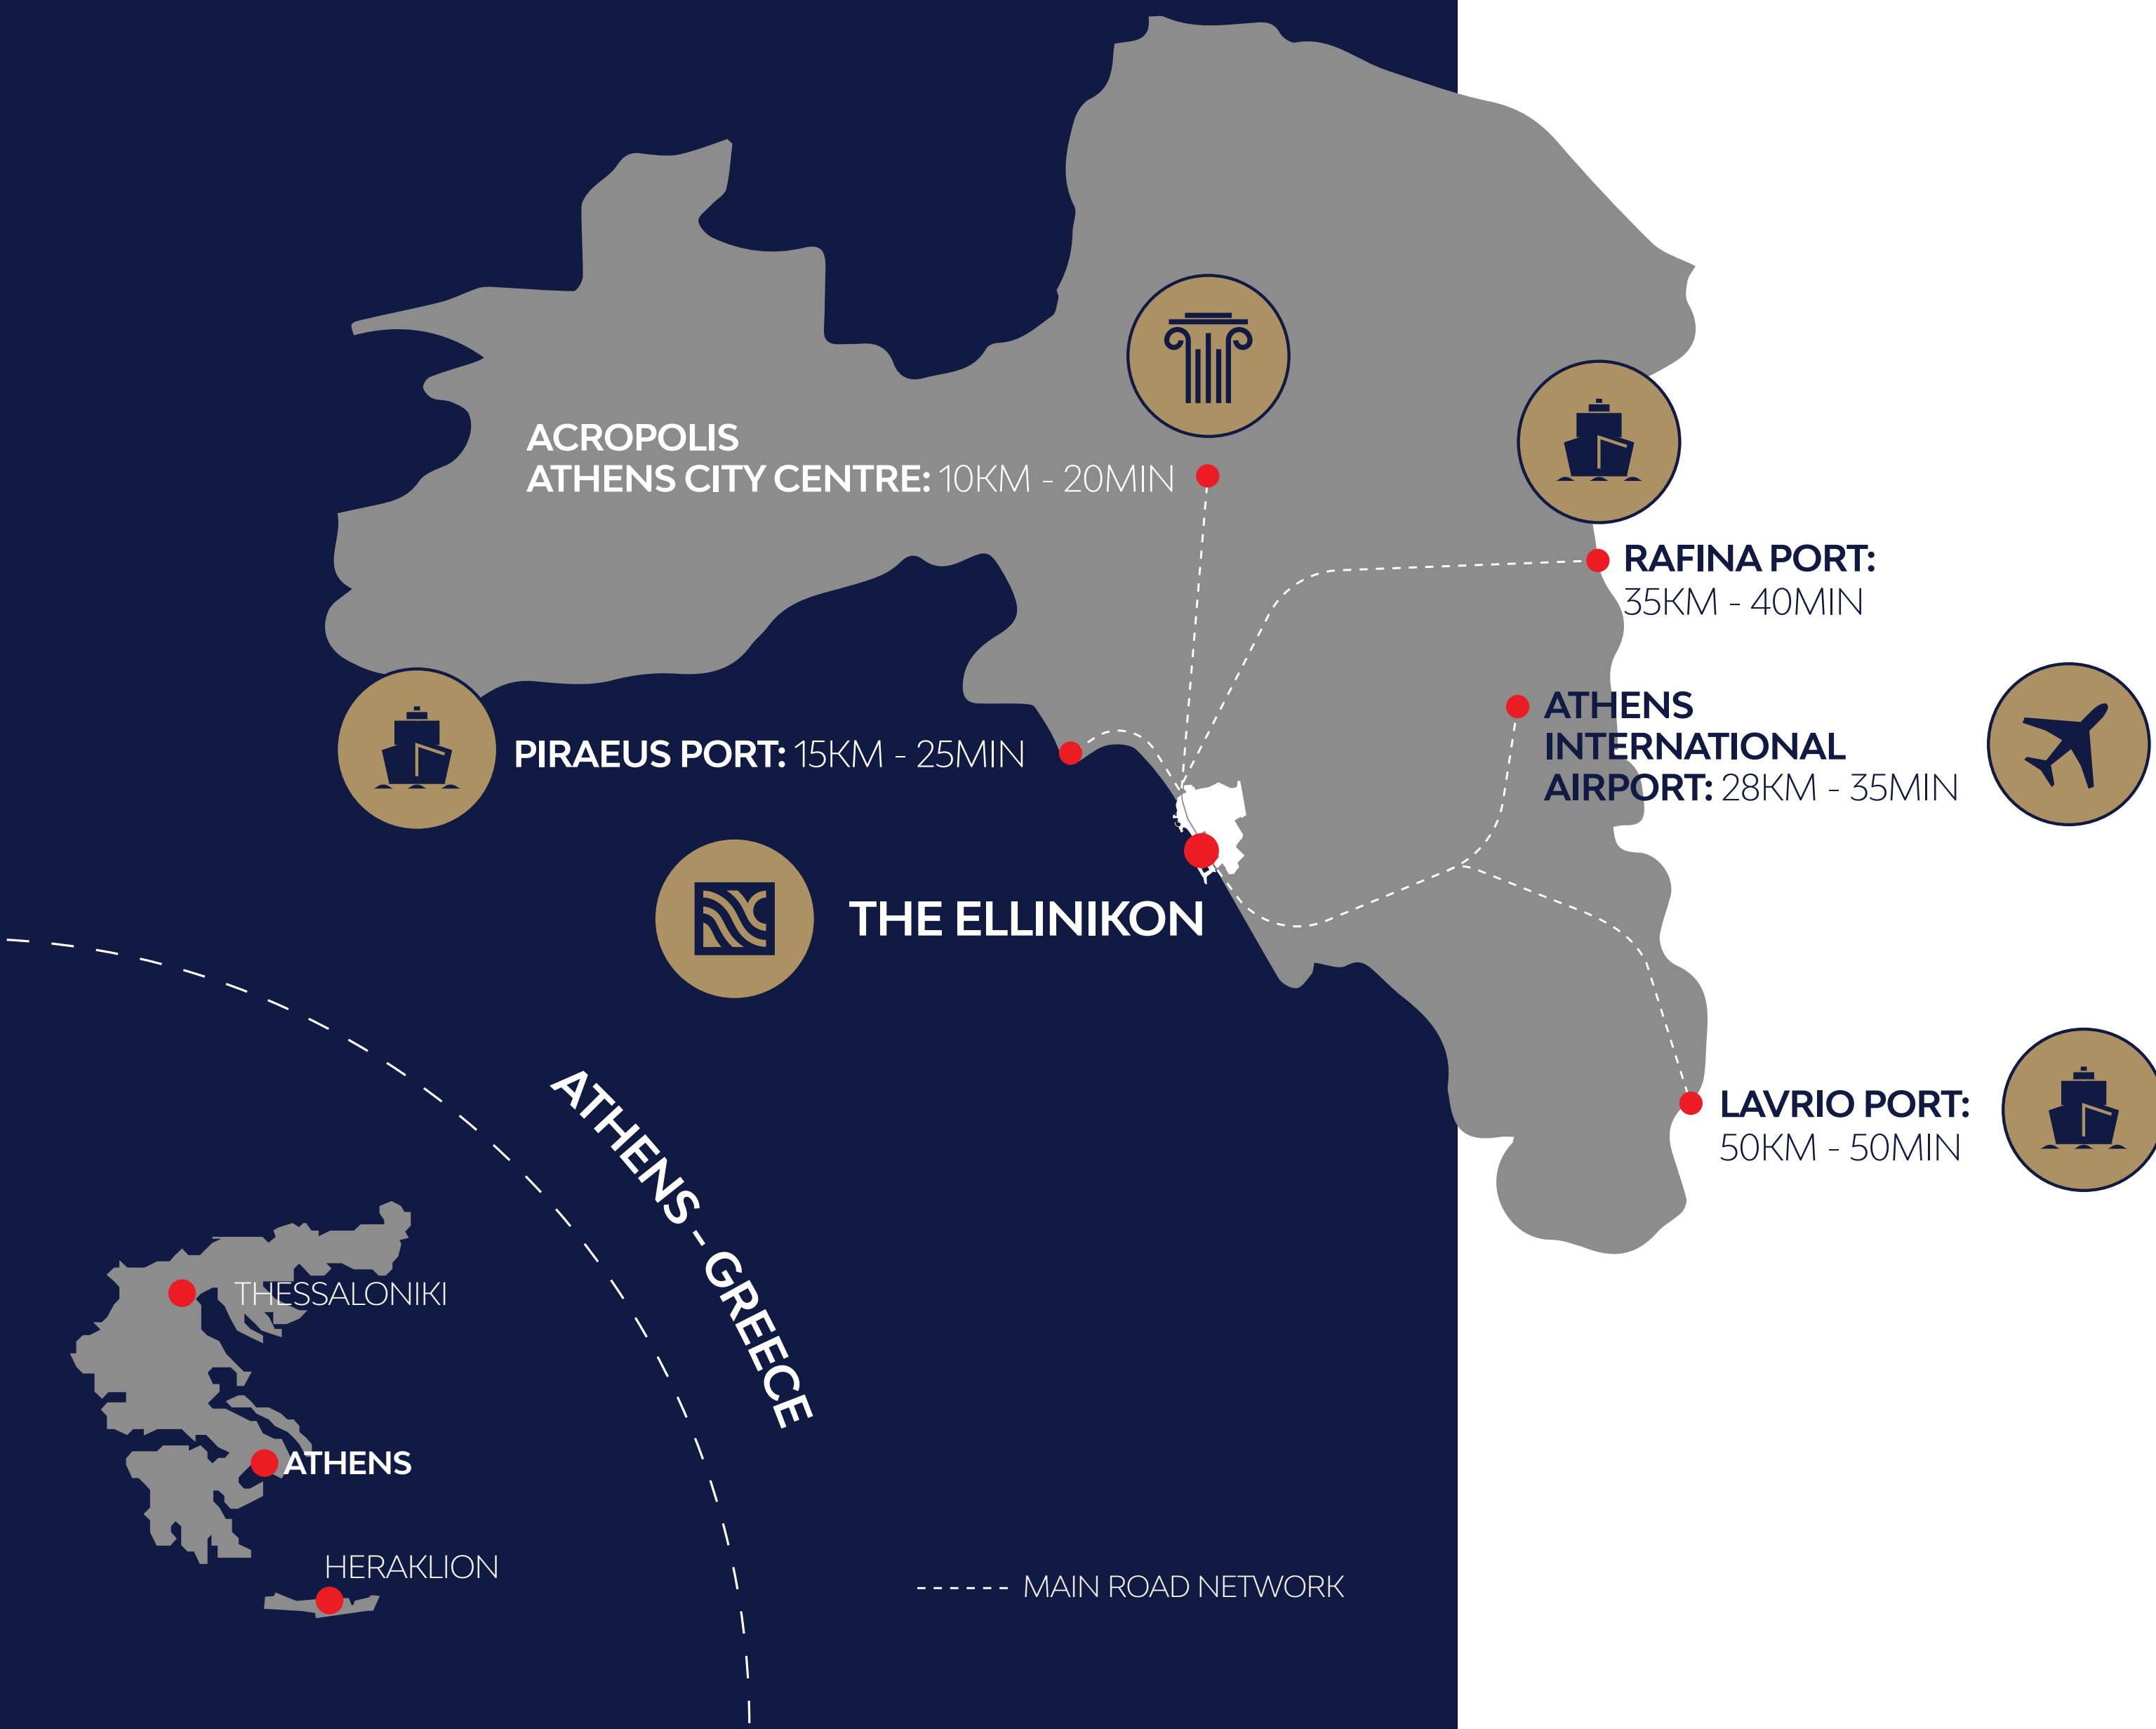 ACROPOLIS
ATHENS CITY CENTRE: 10KM - 20MIN
RAFINA PORT:
35KM - 40MIN
ATHENS
INTERNATIONAL
AIRPORT: 28KM - 35MIN
PIRAEUS PORT: 15KM - 25MIN
THE ELLINIKON
LAVRIO PORT:
50KM - 50MIN
ATHENS - GREECE
THESSALONIKI
ATHENS
HERAKLION
MAIN ROAD NETWORK